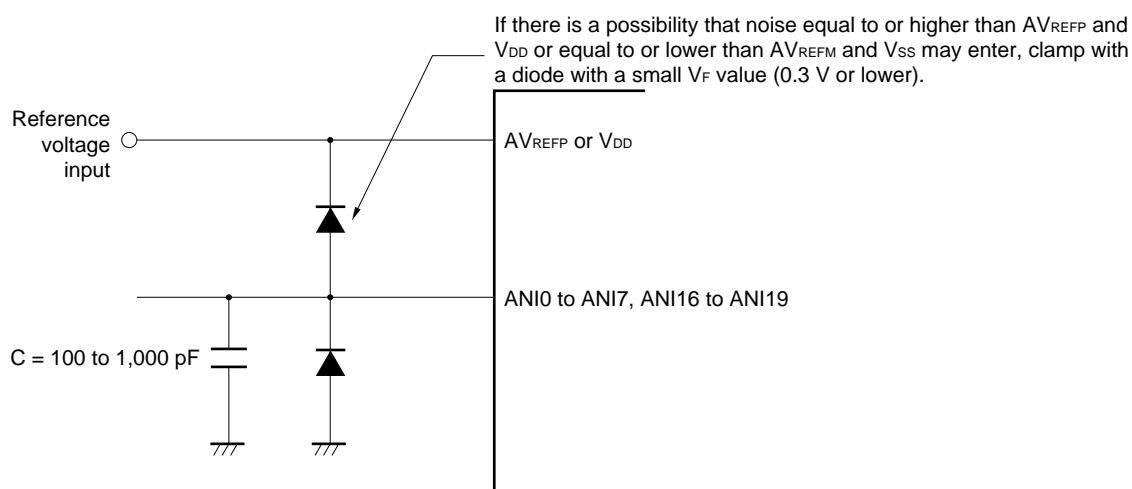 If there is a possibility that noise equal to or higher than AVREFP and
VDD or equal to or lower than AVREFM and VSS may enter, clamp with
a diode with a small VF value (0.3 V or lower).
Reference
voltage
input
AVREFP or VDD
ANI0 to ANI7, ANI16 to ANI19
C = 100 to 1,000 pF